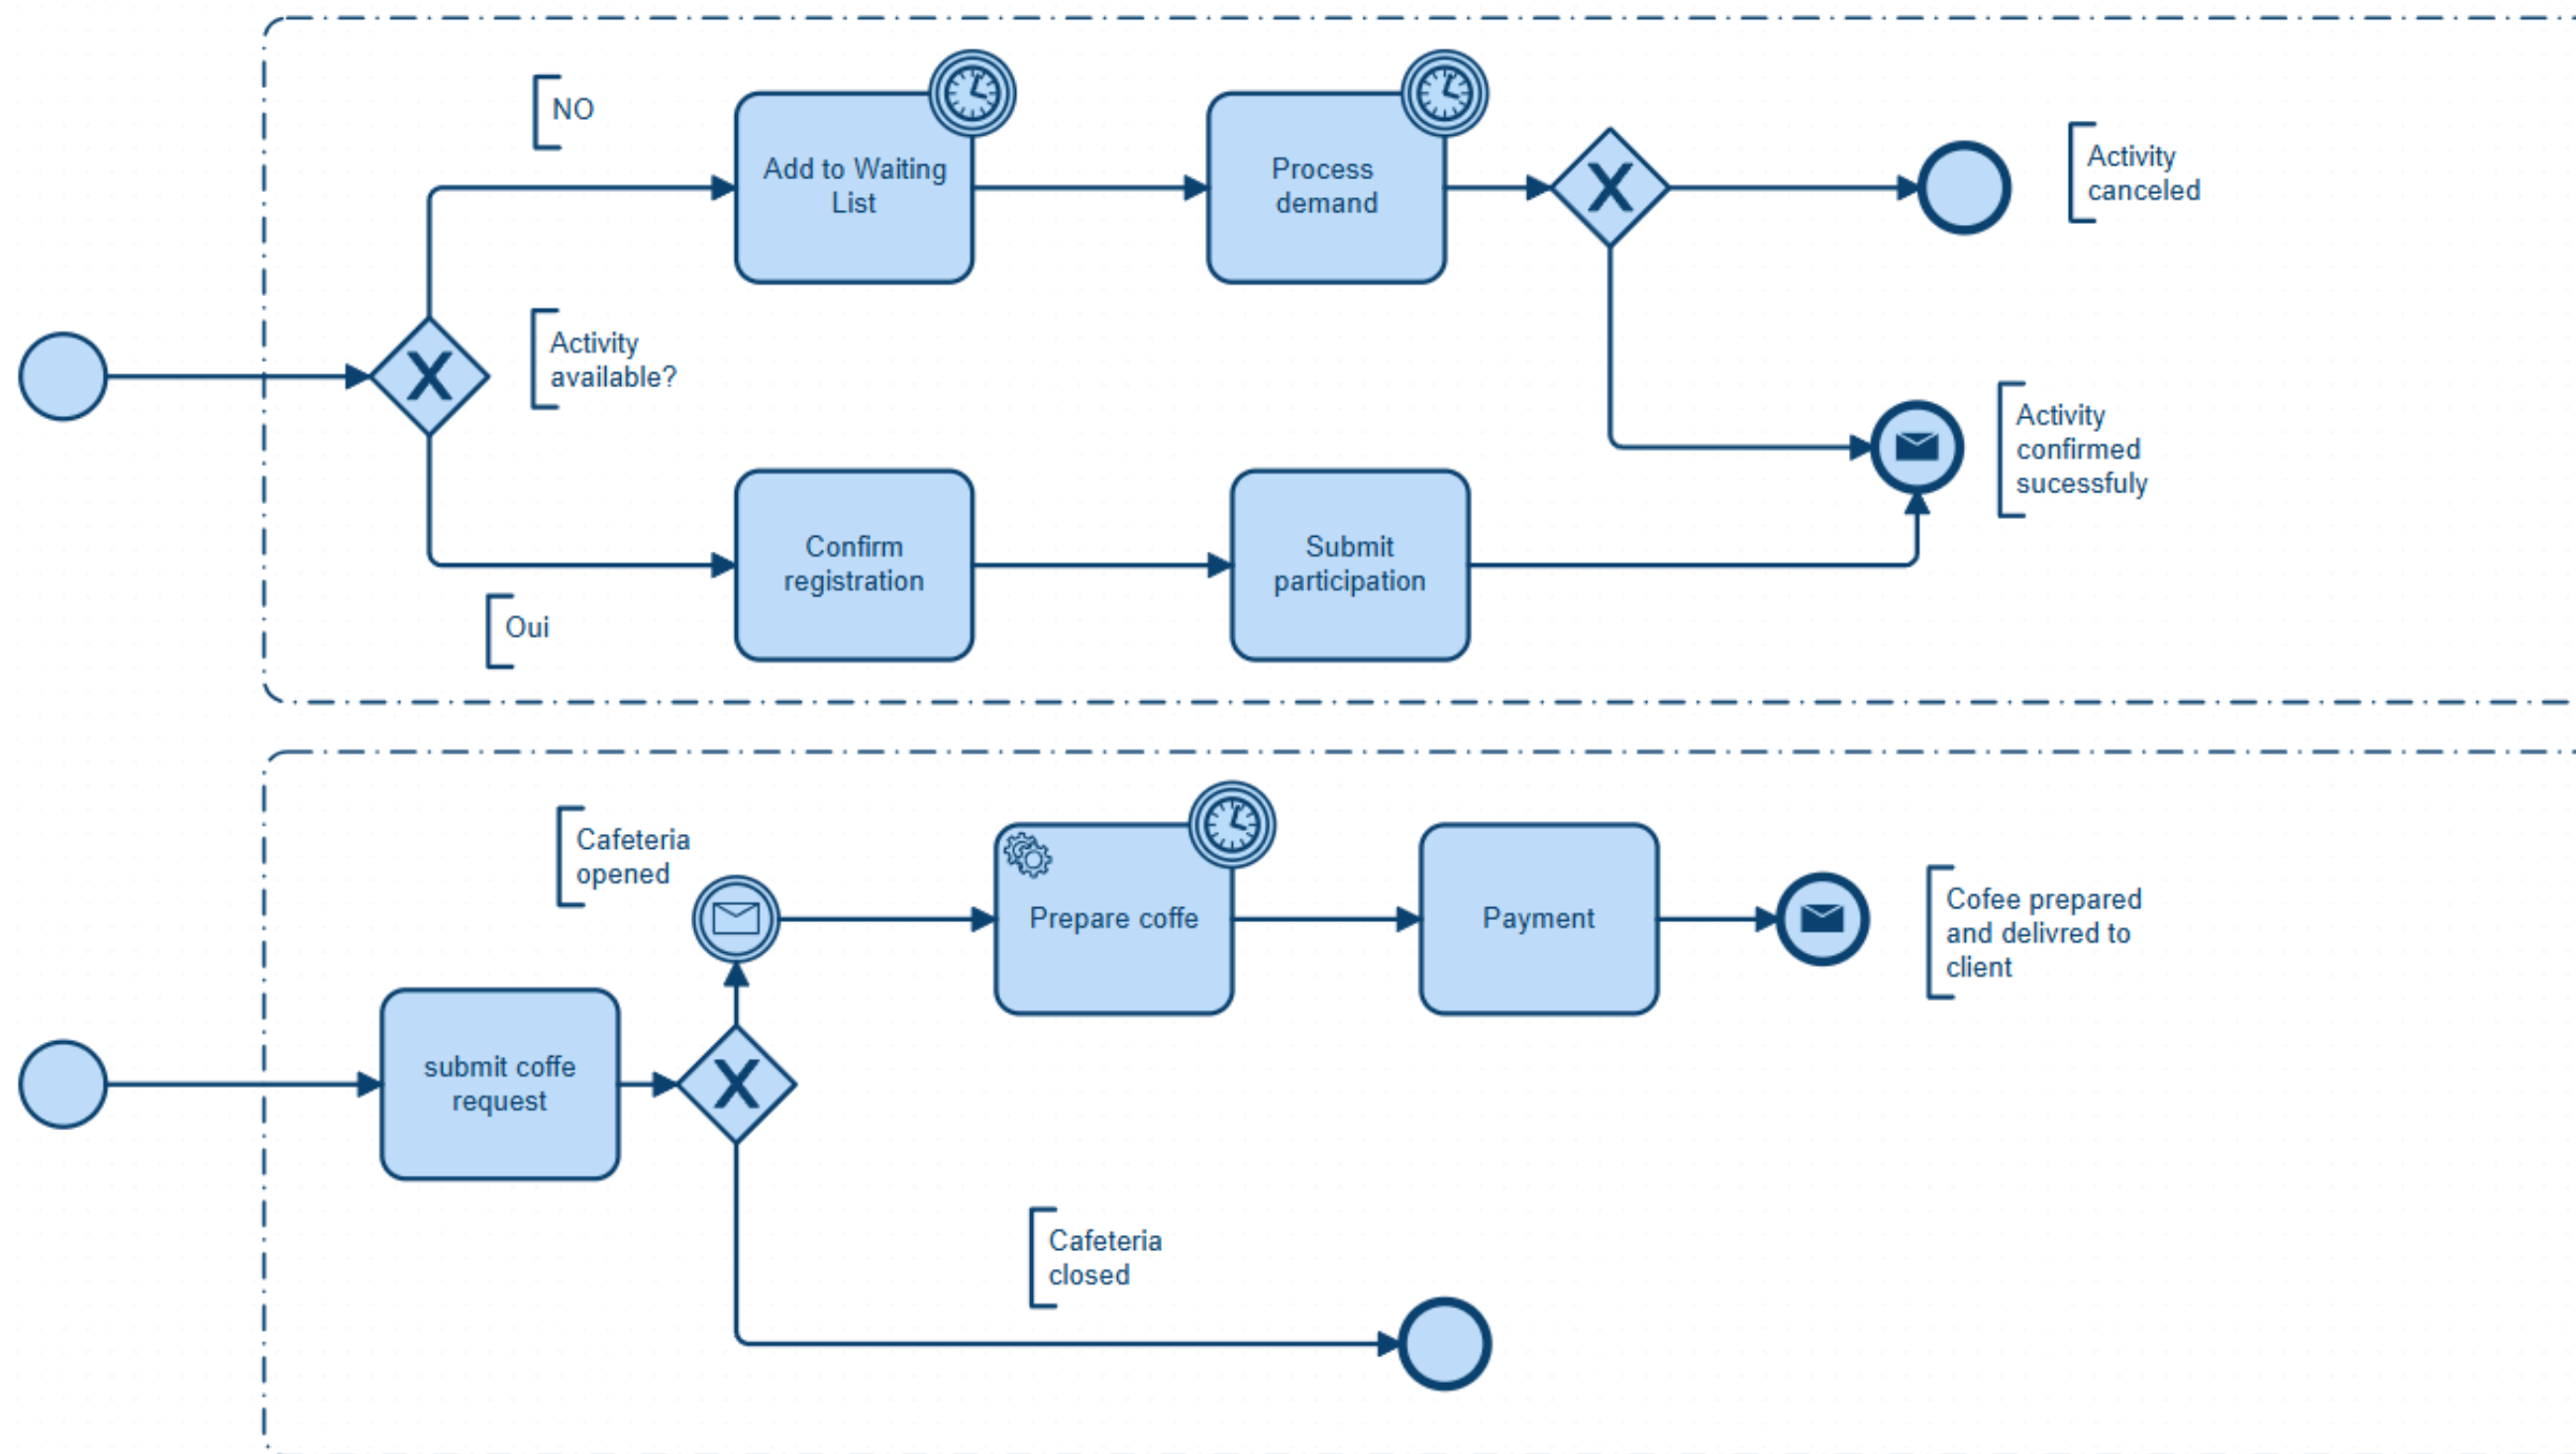 NO
Add to Waiting
List
Process
demand
Activity
canceled
Activity
available?
Activity
confirmed
sucessfuly
Confirm
registration
Submit
participation
Oui
Cafeteria
opened
Prepare coffe
Payment
Cofee prepared
and delivred to
client
submit coffe
request
Cafeteria
closed